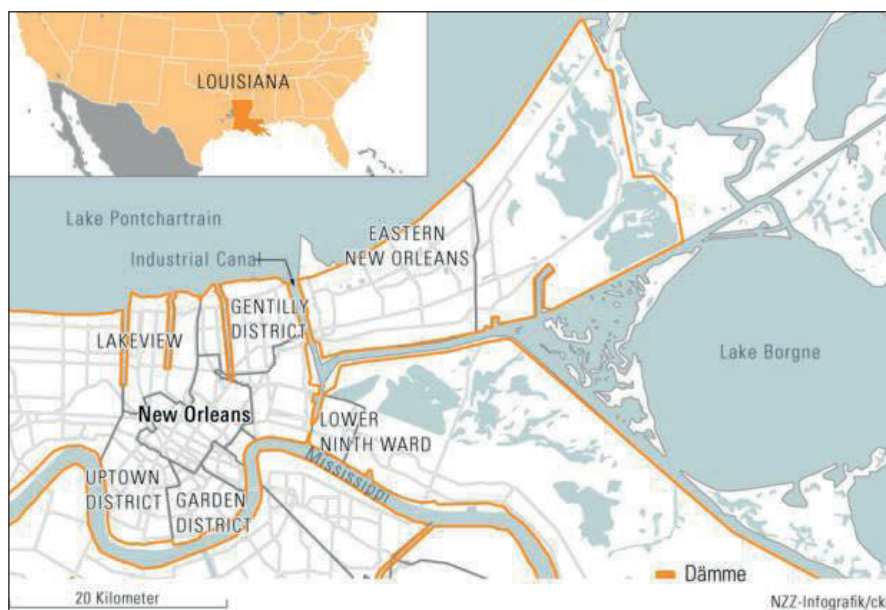 LOUISIANA
Lake Pontchartrain
EASTERN
NEW ORLEANS
Industrial Canal
GENTILLY
DISTRICT
LAKEVIEW
Lake Borgne
New Orleans
LOWER
NINTH WARD
Mississippi
UPTOWN
DISTRICT
GARDEN
DISTRICT
Dämme
20 Kilometer
NZZ-Infografik/ck